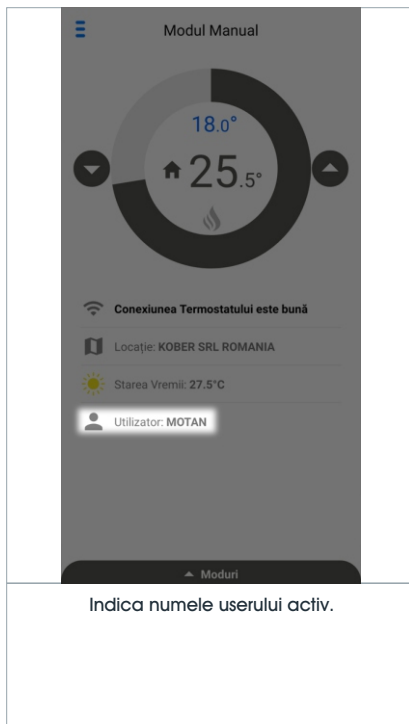 Modul Manual
18.0°
25.5°
Conexiunea Termostatului este bună
Locație: KOBER SRL ROMANIA
Starea Vremii: 27.5°C
Utilizator: MOTAN
Moduri
Indica numele userului activ.